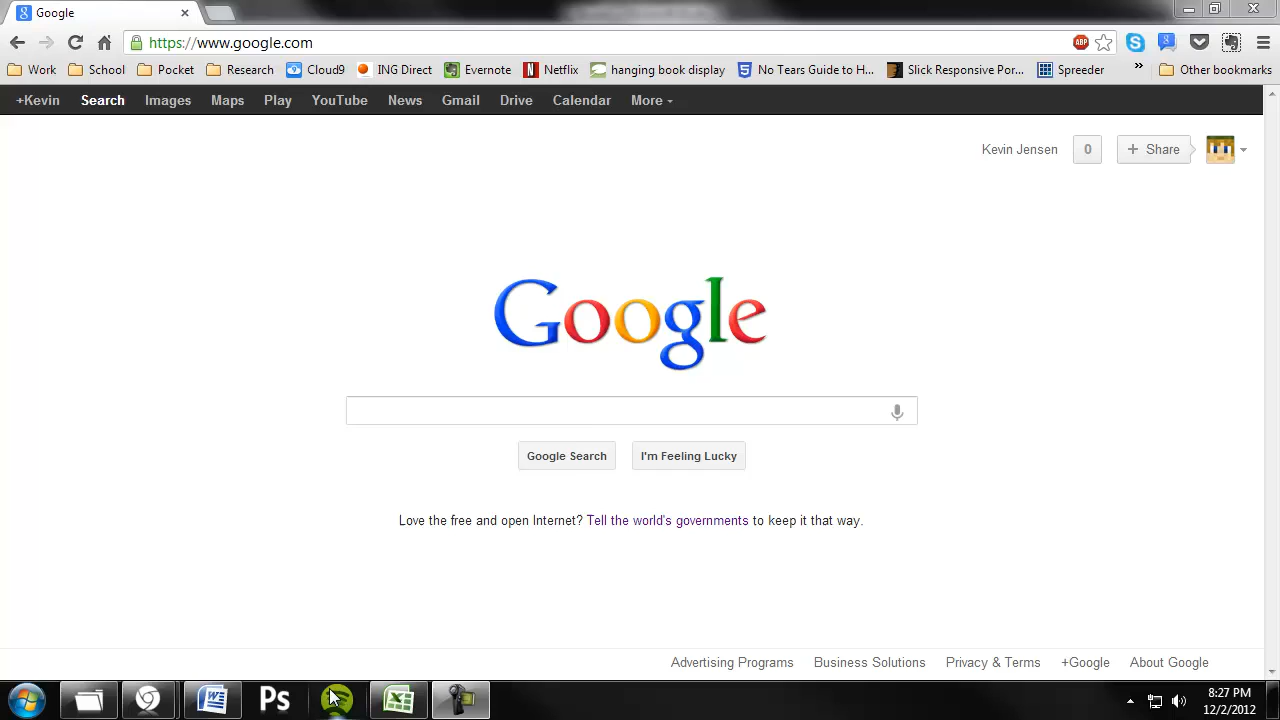 Google
https://www.google.com
ABP
Work School Pocket Research Cloud9 ING Direct Evernote Netflix hanging book display No Tears Guide to H... Slick Responsive Por... Spreeder » Other bookmarks
+Kevin Search Images Maps Play YouTube News Gmail Drive Calendar More
Kevin Jensen 0 + Share
Google
Google Search I'm Feeling Lucky
Love the free and open Internet? Tell the world's governments to keep it that way.
Advertising Programs Business Solutions Privacy & Terms +Google About Google
Ps
8:27 PM
12/2/2012